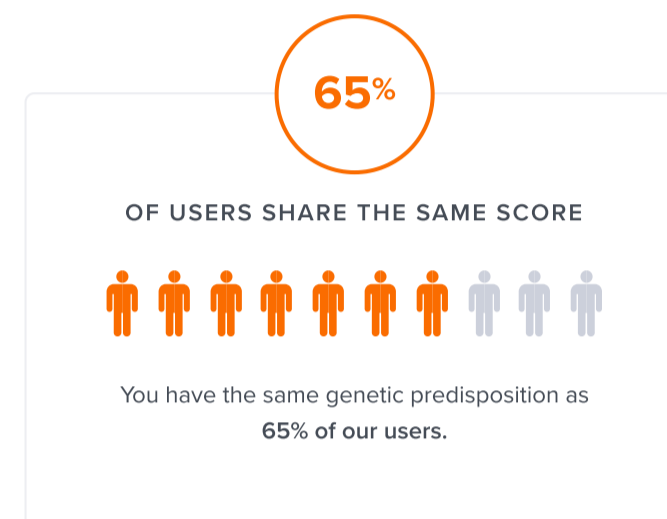 65%
OF USERS SHARE THE SAME SCORE
You have the same genetic predisposition as
65% of our users.